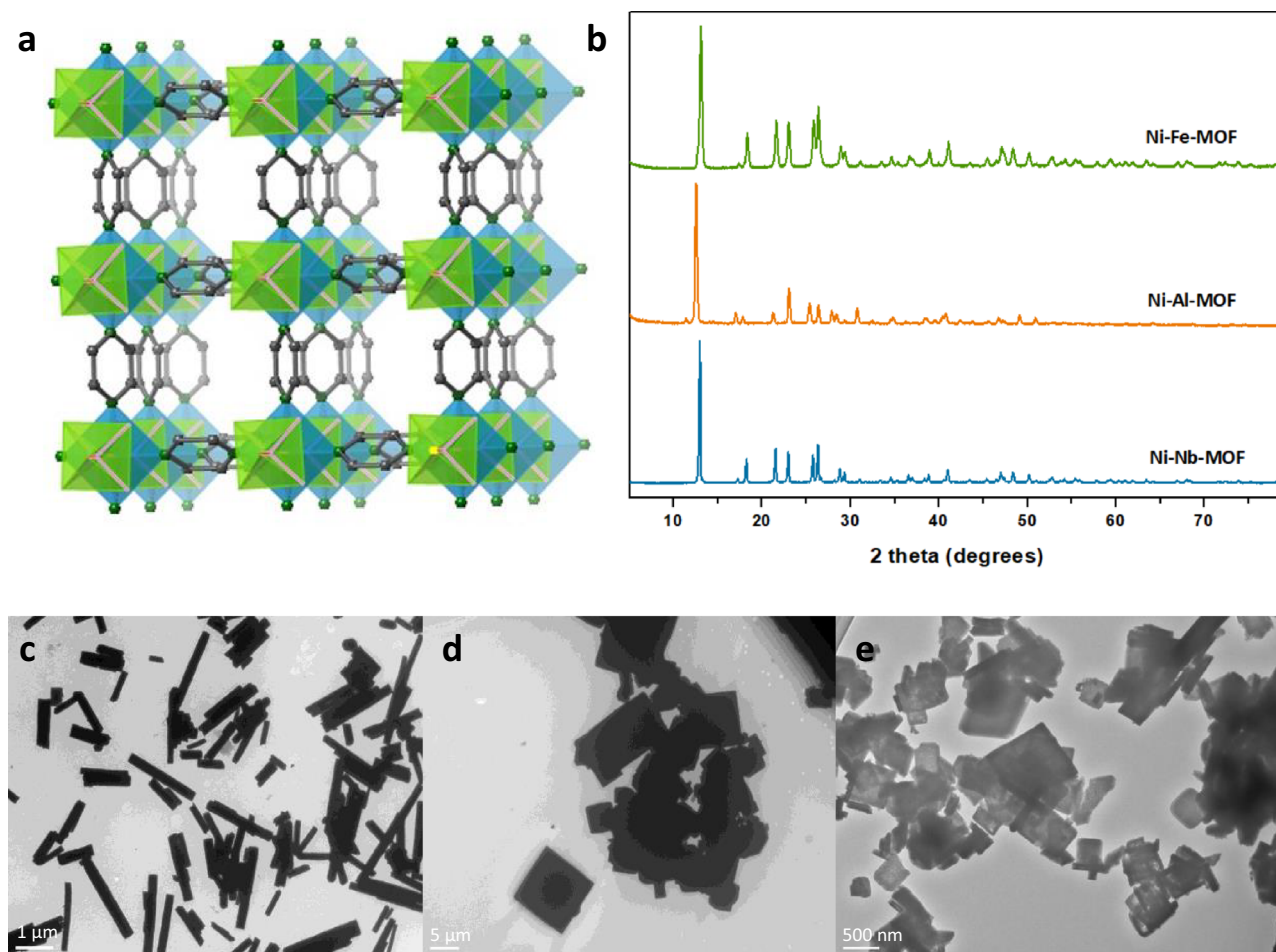 a
b
Ni-Fe-MOF
Ni-Al-MOF
Ni-Nb-MOF
10 20 30 40 50 60 70
2 theta (degrees)
c
d
e
1 μm
5 μm
500 nm